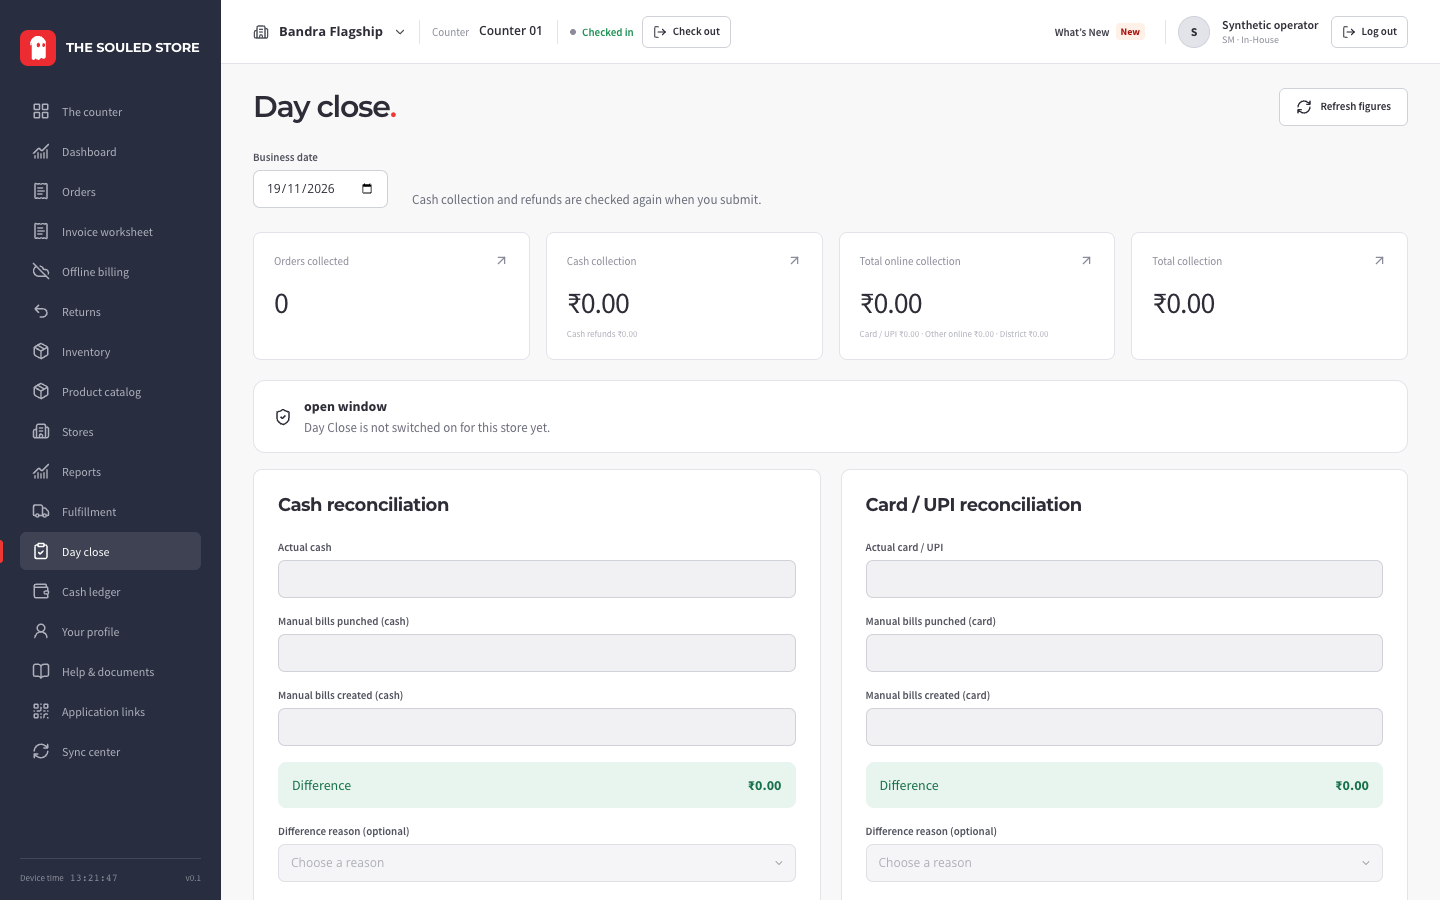 THE SOULED STORE
The counter
Dashboard
Orders
Invoice worksheet
Offline billing
Returns
Inventory
Product catalog
Stores
Reports
Fulfillment
Day close
Cash ledger
Your profile
Help & documents
Application links
Sync center
Device time 13:21:47 v0.1
Bandra Flagship Counter Counter 01 Checked in Check out What's New New S Synthetic operator Log out
SM · In-House
Day close.
Refresh figures
Business date
19/11/2026
Cash collection and refunds are checked again when you submit.
Orders collected
0
Cash collection
₹0.00
Cash refunds ₹0.00
Total online collection
₹0.00
Card / UPI ₹0.00 · Other online ₹0.00 · District ₹0.00
Total collection
₹0.00
open window
Day Close is not switched on for this store yet.
Cash reconciliation
Actual cash
Manual bills punched (cash)
Manual bills created (cash)
Difference ₹0.00
Difference reason (optional)
Choose a reason
Card / UPI reconciliation
Actual card / UPI
Manual bills punched (card)
Manual bills created (card)
Difference ₹0.00
Difference reason (optional)
Choose a reason